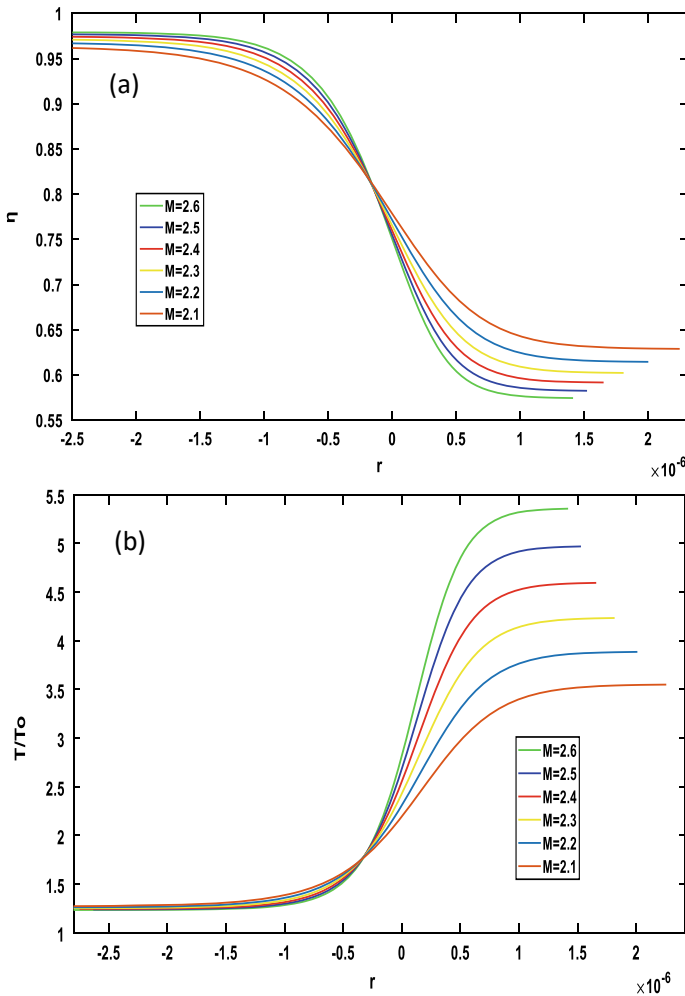 1
0.95
0.9
0.85
0.8
0.75
0.7
0.65
0.6
0.55
η
(a)
M=2.6
M=2.5
M=2.4
M=2.3
M=2.2
M=2.1
-2.5 -2 -1.5 -1 -0.5 0 0.5 1 1.5 2
r
×10⁻⁶
5.5
5
4.5
4
3.5
3
2.5
2
1.5
1
T/To
(b)
M=2.6
M=2.5
M=2.4
M=2.3
M=2.2
M=2.1
-2.5 -2 -1.5 -1 -0.5 0 0.5 1 1.5 2
r
×10⁻⁶